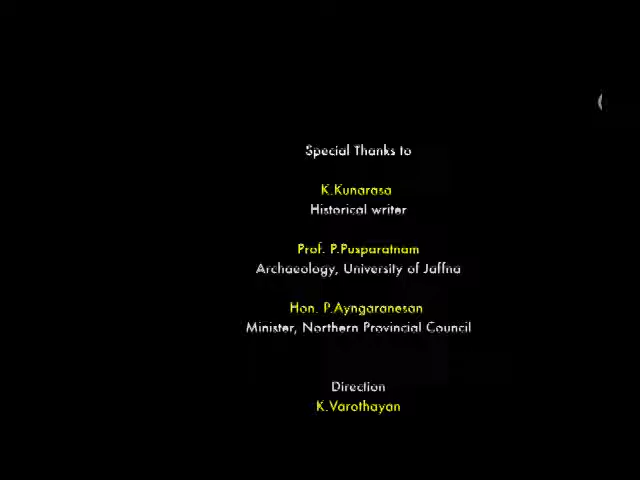 Special Thanks to
K.Kunarasa
Historical writer
Prof. P.Pusparatnam
Archaeology, University of Jaffna
Hon. P.Ayngaranesan
Minister, Northern Provincial Council
Direction
K.Varothayan